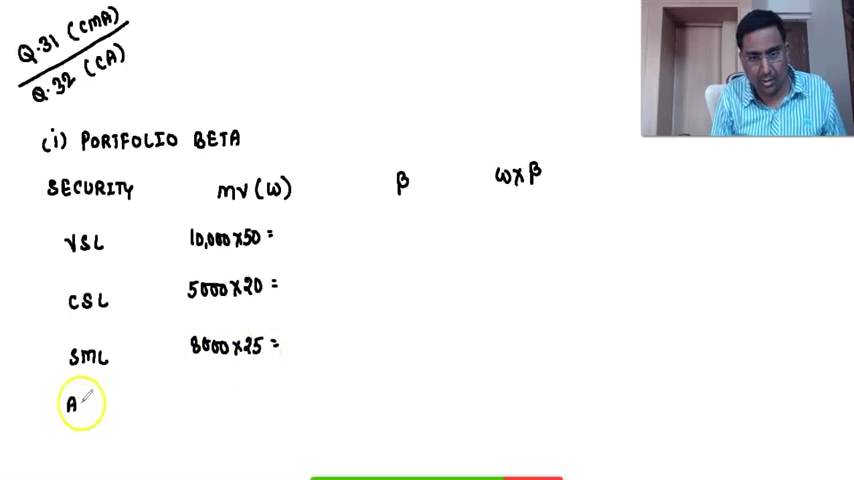 Q.31 (CMA)
Q.32 (CA)
(i) PORTFOLIO BETA
SECURITY MV (W) β W×β
VSL 10,000×50=
CSL 5000×20=
SML 8000×25=
A